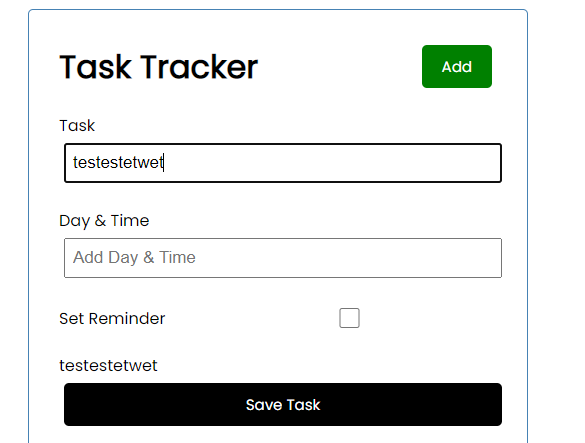 Task Tracker
Add
Task
testestetwet
Day & Time
Add Day & Time
Set Reminder
testestetwet
Save Task